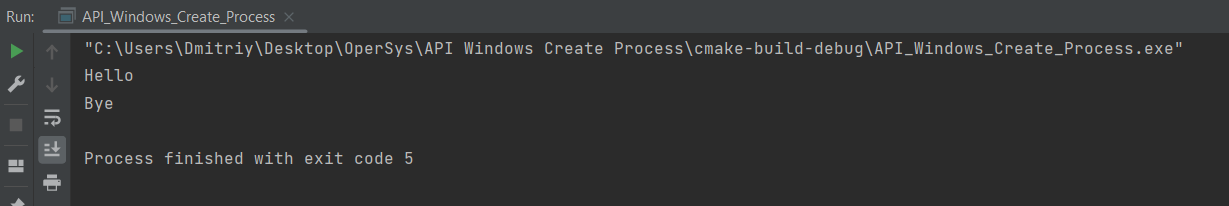 Run: API_Windows_Create_Process
"C:\Users\Dmitriy\Desktop\OperSys\API Windows Create Process\cmake-build-debug\API_Windows_Create_Process.exe"
Hello
Bye
Process finished with exit code 5